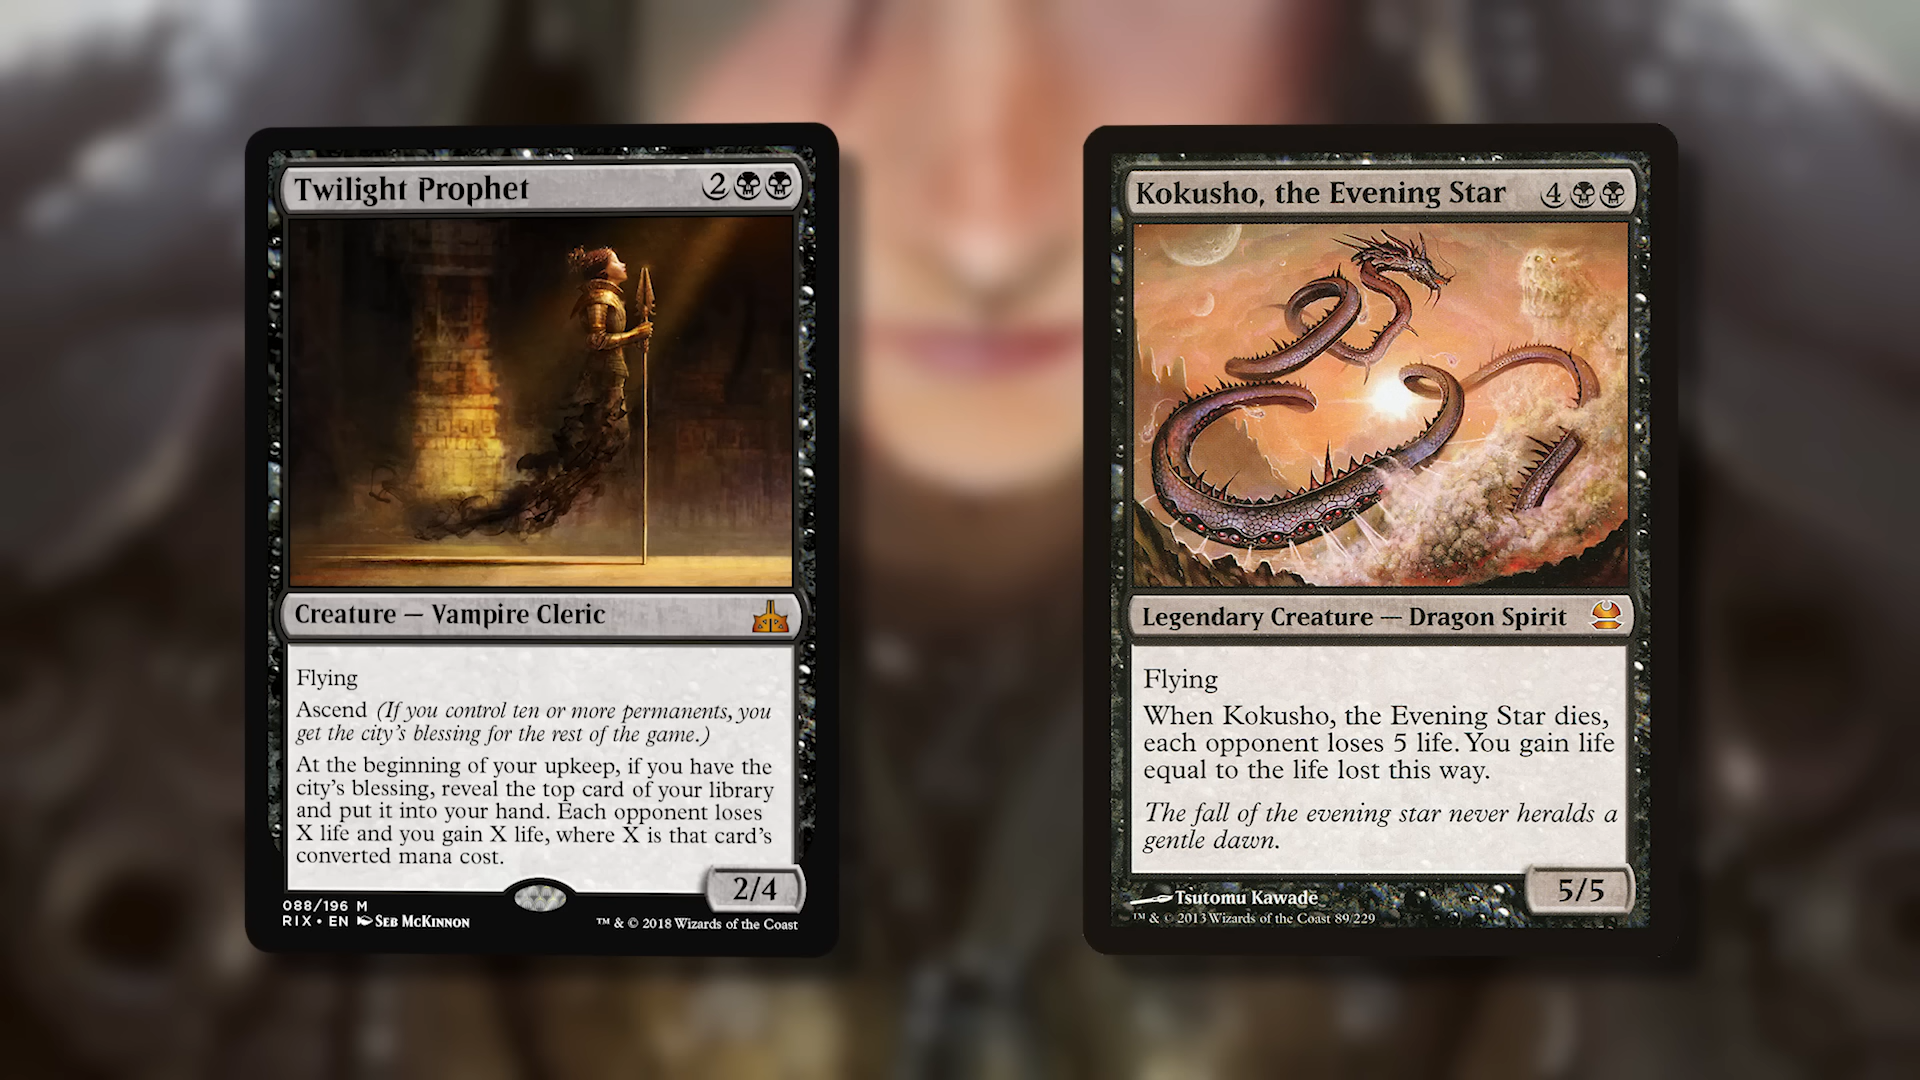 Twilight Prophet 2
Creature — Vampire Cleric
Flying
Ascend (If you control ten or more permanents, you
get the city's blessing for the rest of the game.)
At the beginning of your upkeep, if you have the
city's blessing, reveal the top card of your library
and put it into your hand. Each opponent loses
X life and you gain X life, where X is that card's
converted mana cost.
2/4
088/196 M
RIX • EN Seb McKinnon
™ & © 2018 Wizards of the Coast
Kokusho, the Evening Star 4
Legendary Creature — Dragon Spirit
Flying
When Kokusho, the Evening Star dies,
each opponent loses 5 life. You gain life
equal to the life lost this way.
The fall of the evening star never heralds a
gentle dawn.
5/5
Tsutomu Kawade
™ & © 2013 Wizards of the Coast 89/229